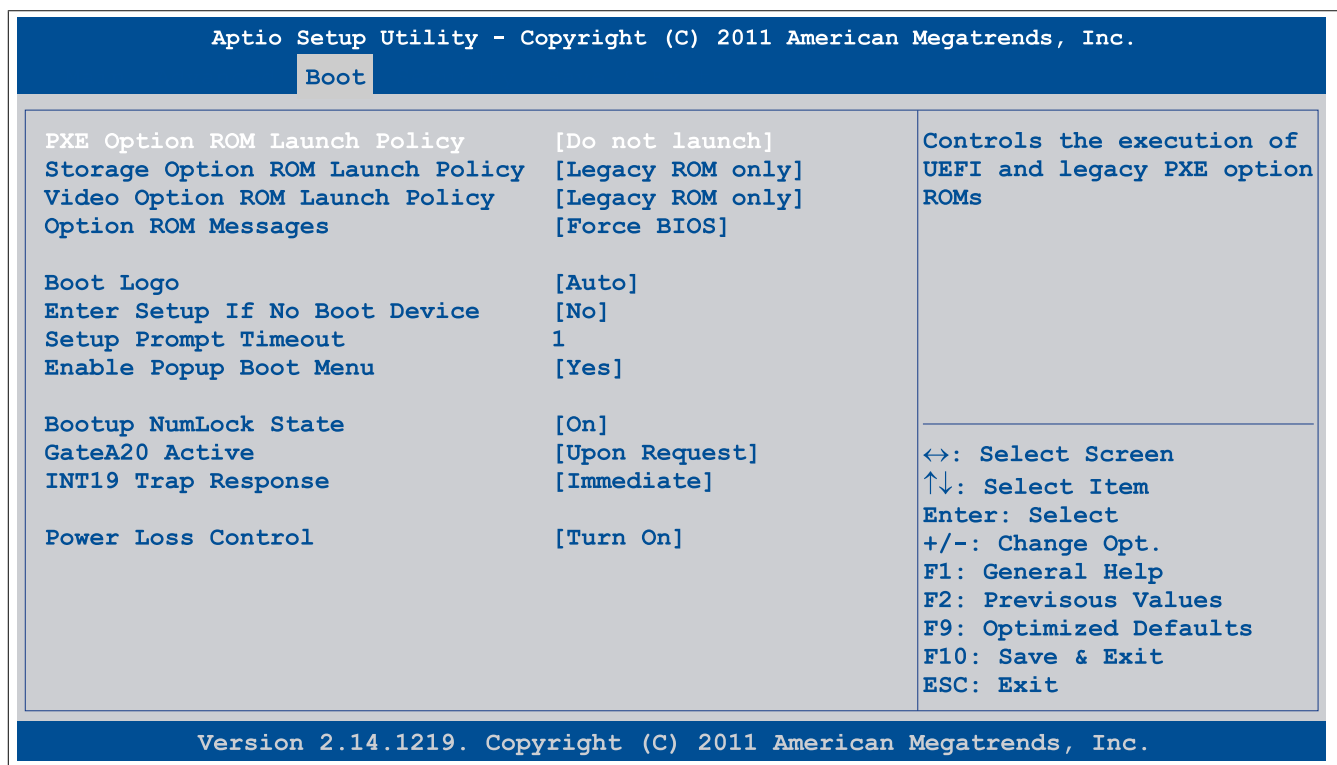 Aptio Setup Utility - Copyright (C) 2011 American Megatrends, Inc.
Boot
PXE Option ROM Launch Policy [Do not launch]
Storage Option ROM Launch Policy [Legacy ROM only]
Video Option ROM Launch Policy [Legacy ROM only]
Option ROM Messages [Force BIOS]
Boot Logo [Auto]
Enter Setup If No Boot Device [No]
Setup Prompt Timeout 1
Enable Popup Boot Menu [Yes]
Bootup NumLock State [On]
GateA20 Active [Upon Request]
INT19 Trap Response [Immediate]
Power Loss Control [Turn On]
Controls the execution of
UEFI and legacy PXE option
ROMs
↔: Select Screen
↑↓: Select Item
Enter: Select
+/-: Change Opt.
F1: General Help
F2: Previsous Values
F9: Optimized Defaults
F10: Save & Exit
ESC: Exit
Version 2.14.1219. Copyright (C) 2011 American Megatrends, Inc.